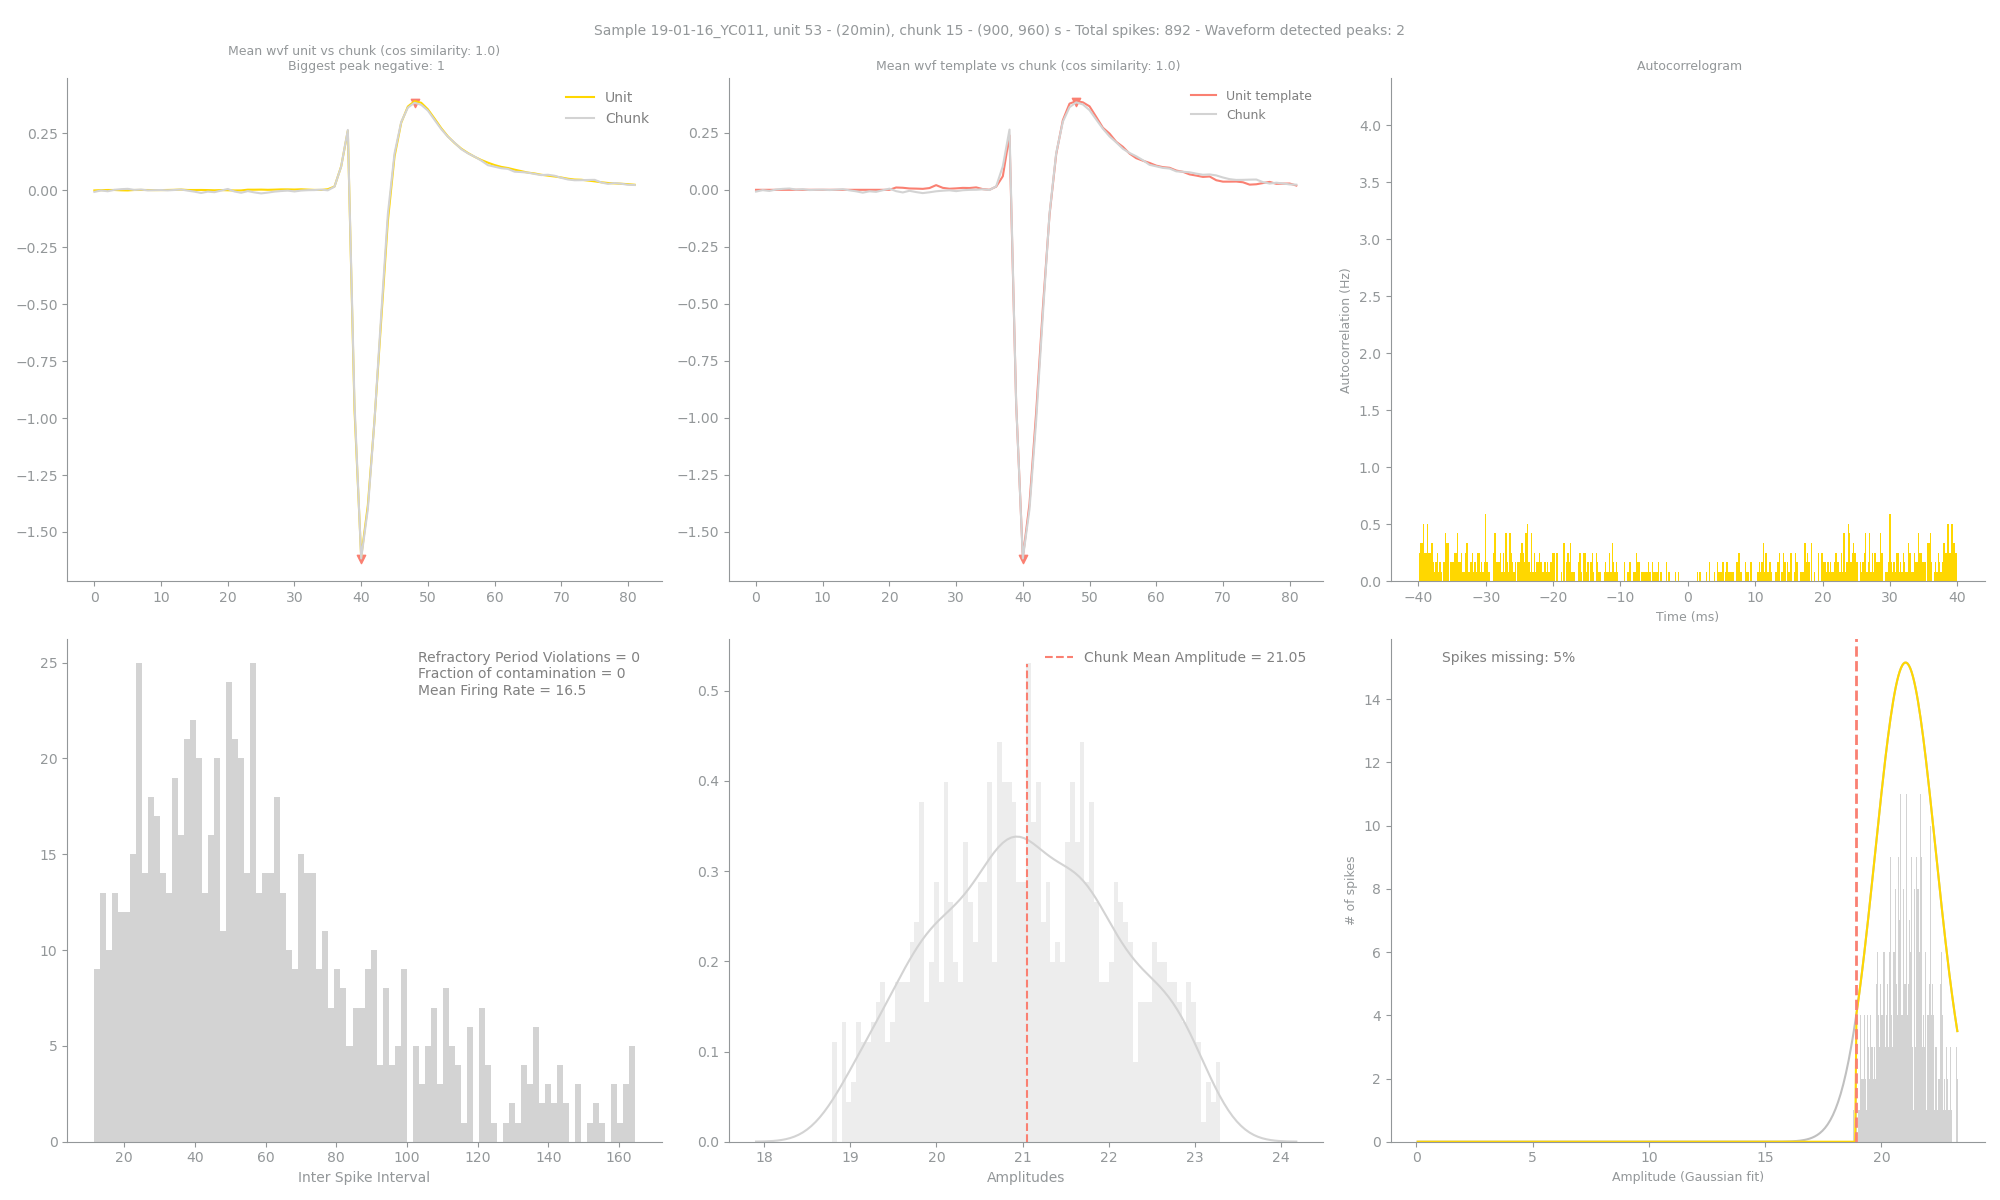 Sample 19-01-16_YC011, unit 53 - (20min), chunk 15 - (900, 960) s - Total spikes: 892 - Waveform detected peaks: 2
Mean wvf unit vs chunk (cos similarity: 1.0)
Biggest peak negative: 1
Unit
Chunk
0.25
0.00
−0.25
−0.50
−0.75
−1.00
−1.25
−1.50
0 10 20 30 40 50 60 70 80
Mean wvf template vs chunk (cos similarity: 1.0)
Unit template
Chunk
0.25
0.00
−0.25
−0.50
−0.75
−1.00
−1.25
−1.50
0 10 20 30 40 50 60 70 80
Autocorrelogram
Autocorrelation (Hz)
4.0
3.5
3.0
2.5
2.0
1.5
1.0
0.5
0.0
−40 −30 −20 −10 0 10 20 30 40
Time (ms)
Refractory Period Violations = 0
Fraction of contamination = 0
Mean Firing Rate = 16.5
25
20
15
10
5
0
20 40 60 80 100 120 140 160
Inter Spike Interval
Chunk Mean Amplitude = 21.05
0.5
0.4
0.3
0.2
0.1
0.0
18 19 20 21 22 23 24
Amplitudes
Spikes missing: 5%
# of spikes
14
12
10
8
6
4
2
0
0 5 10 15 20
Amplitude (Gaussian fit)